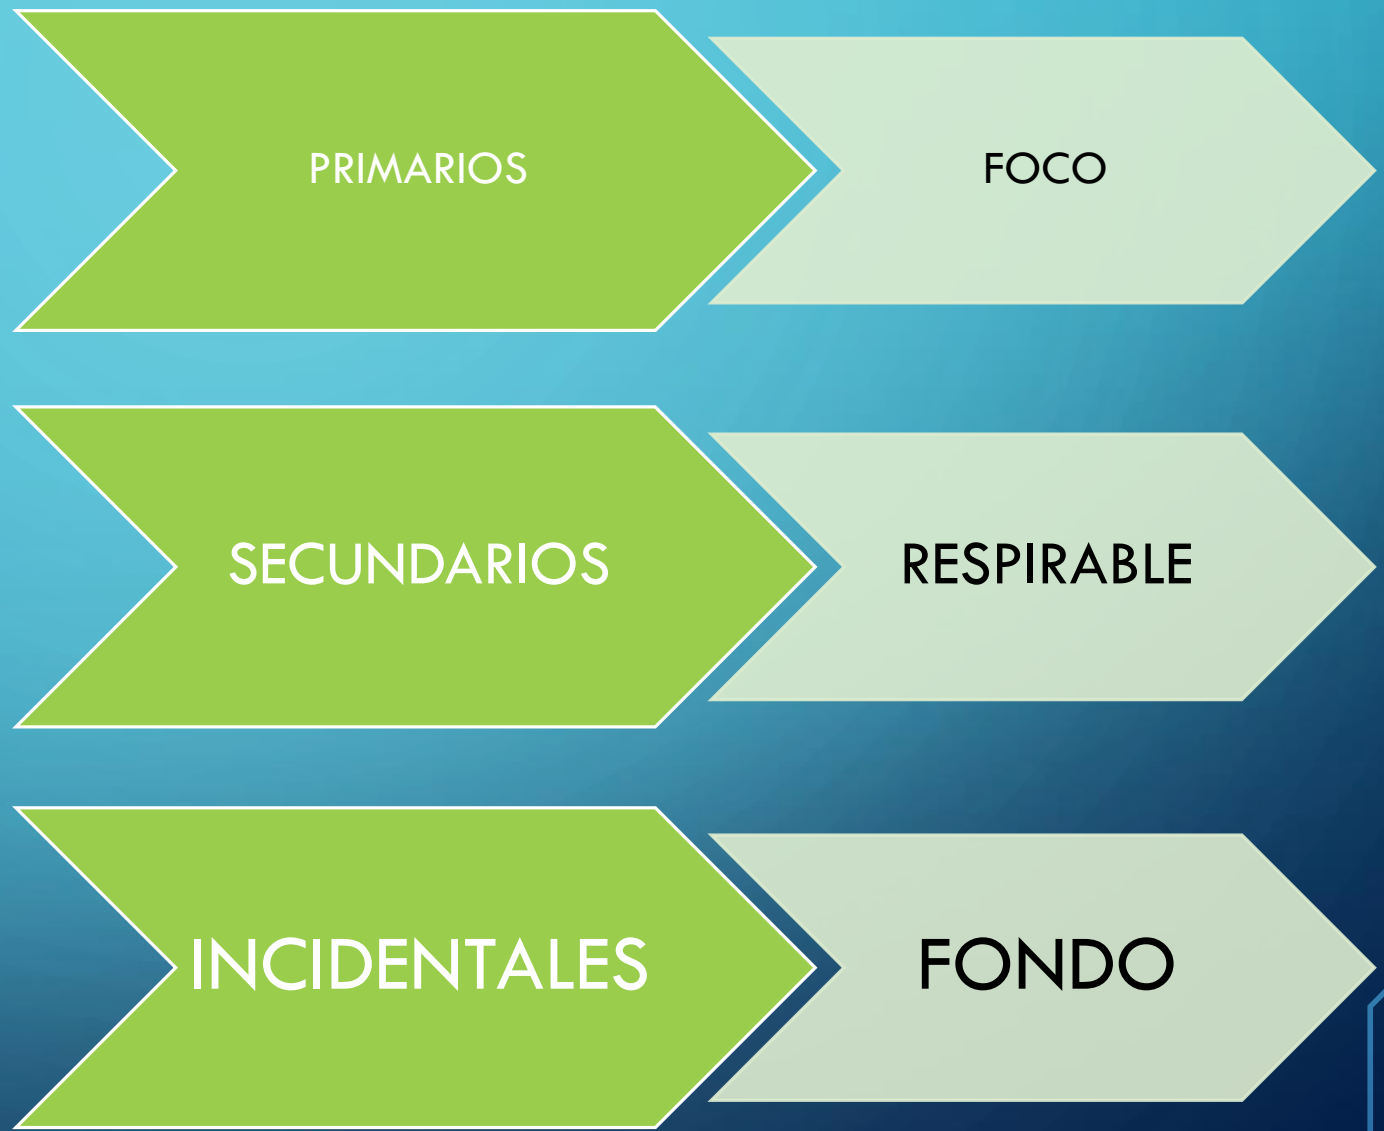 PRIMARIOS
FOCO
SECUNDARIOS
RESPIRABLE
INCIDENTALES
FONDO